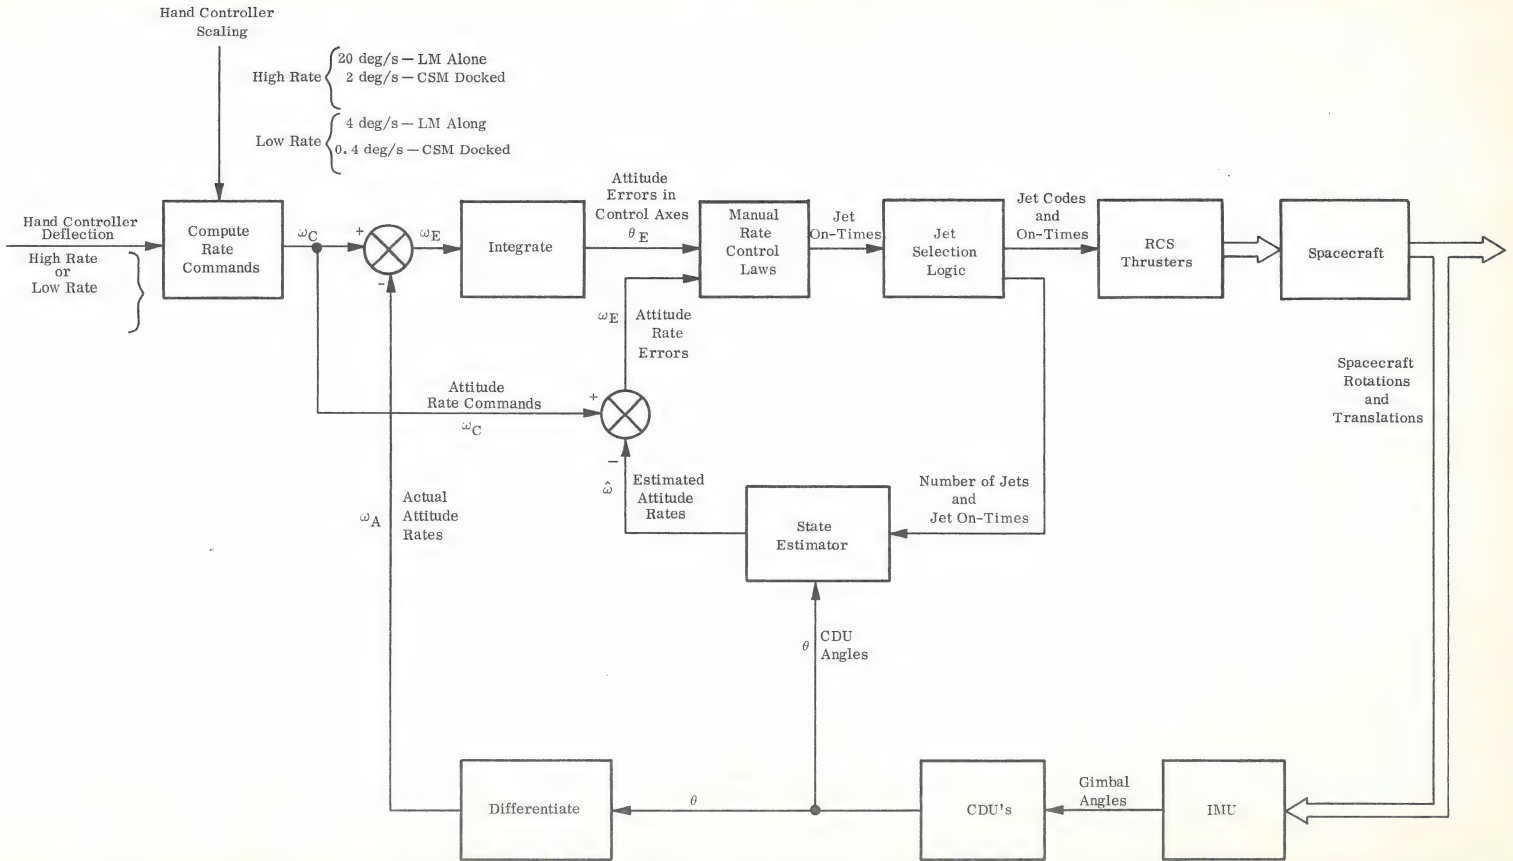 Hand Controller
Scaling
High Rate
20 deg/s — LM Alone
2 deg/s — CSM Docked
Low Rate
4 deg/s — LM Along
0.4 deg/s — CSM Docked
Hand Controller
Deflection
High Rate
or
Low Rate
Compute
Rate
Commands
ωC
+
-
ωE
Integrate
Attitude
Errors in
Control Axes
θE
Manual
Rate
Control
Laws
Jet
On-Times
Jet
Selection
Logic
Jet Codes
and
On-Times
RCS
Thrusters
Spacecraft
ωE
Attitude
Rate
Errors
Spacecraft
Rotations
and
Translations
Attitude
Rate Commands
ωC
+
-
ω̂
Estimated
Attitude
Rates
Number of Jets
and
Jet On-Times
State
Estimator
ωA
Actual
Attitude
Rates
θ
CDU
Angles
Differentiate
θ
CDU's
Gimbal
Angles
IMU